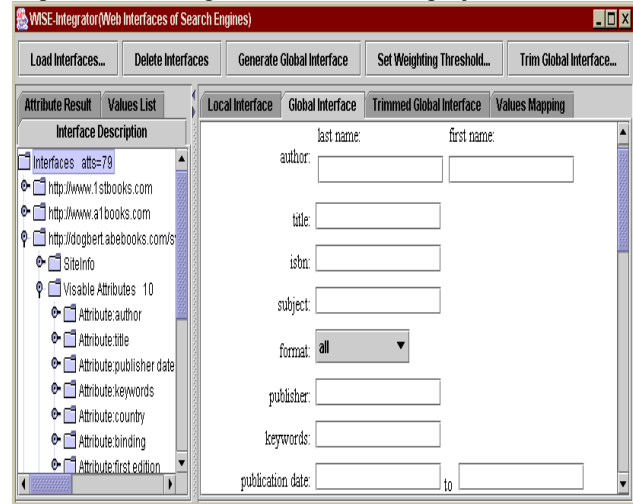 WISE-Integrator(Web Interfaces of Search Engines)
Load Interfaces... Delete Interfaces Generate Global Interface Set Weighting Threshold... Trim Global Interface...
Attribute Result Values List
Interface Description
Interfaces atts=79
http://www.1stbooks.com
http://www.a1books.com
http://dogbert.abebooks.com/s
SiteInfo
Visable Attributes 10
Attribute:author
Attribute:title
Attribute:publisher date
Attribute:keywords
Attribute:country
Attribute:binding
Attribute:first edition
Local Interface Global Interface Trimmed Global Interface Values Mapping
last name: first name:
author:
title:
isbn:
subject:
format: all
publisher:
keywords:
publication date: to